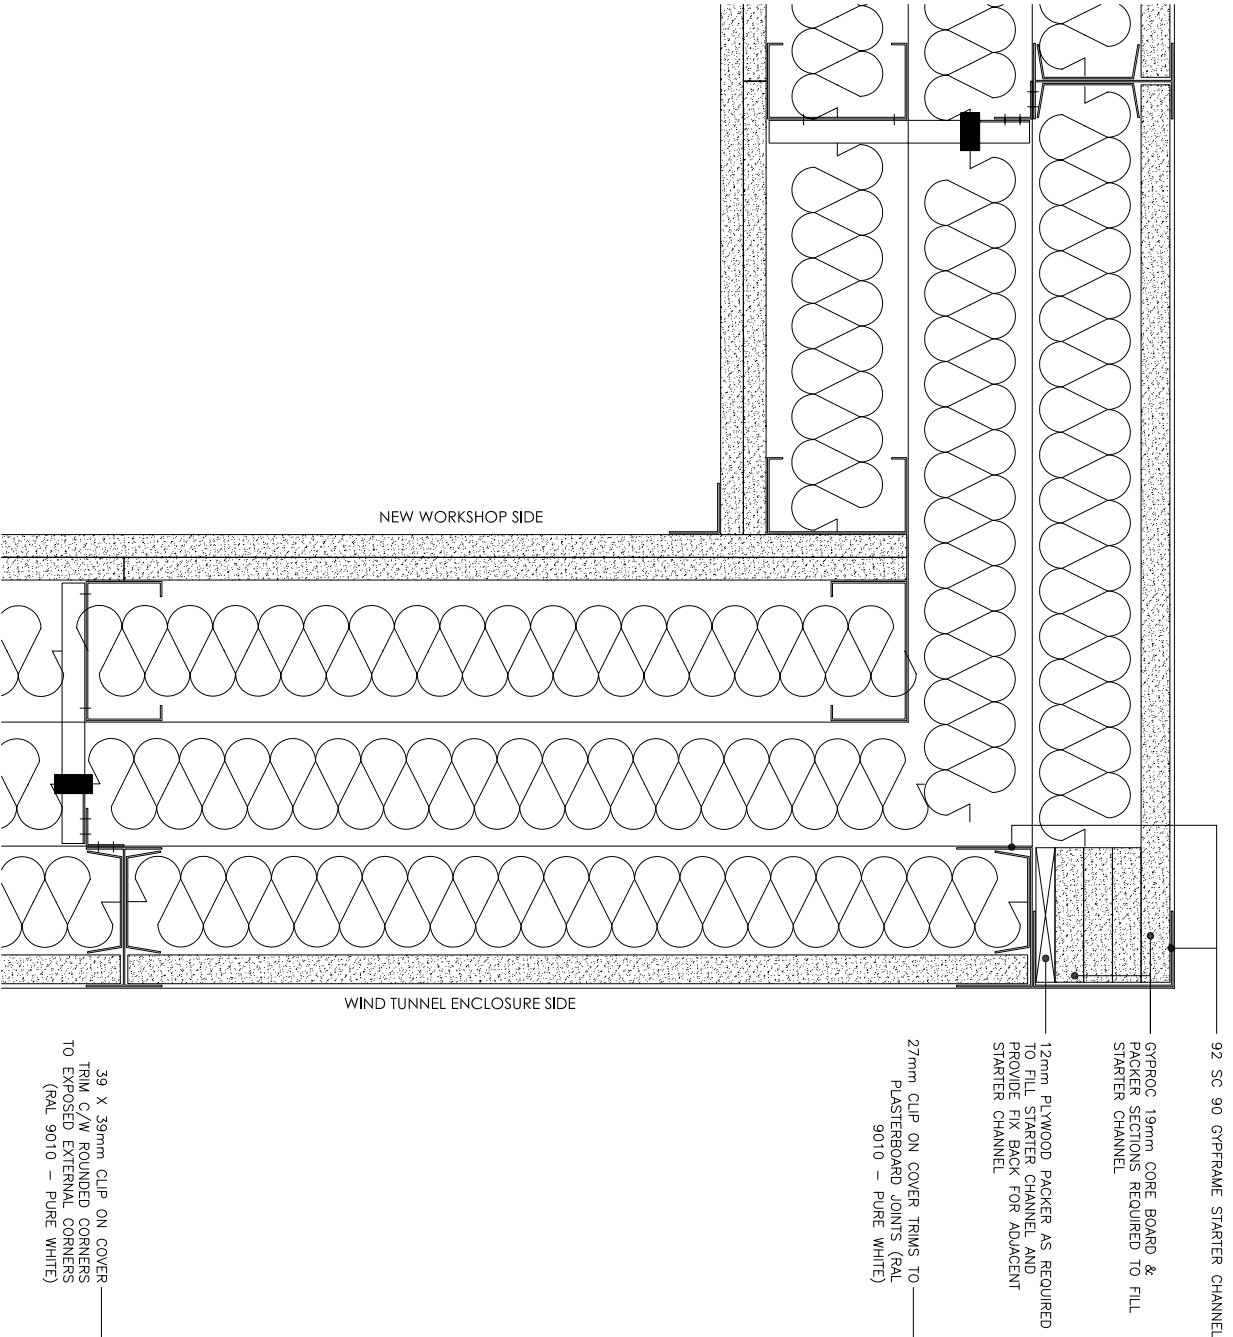 NEW WORKSHOP SIDE
WIND TUNNEL ENCLOSURE SIDE
92 SC 90 GYPFRAME STARTER CHANNEL
GYPROC 19mm CORE BOARD &
PACKER SECTIONS REQUIRED TO FILL
STARTER CHANNEL
12mm PLYWOOD PACKER AS REQUIRED
TO FILL STARTER CHANNEL AND
PROVIDE FIX BACK FOR ADJACENT
STARTER CHANNEL
27mm CLIP ON COVER TRIMS TO
PLASTERBOARD JOINTS (RAL
9010 - PURE WHITE)
39 X 39mm CLIP ON COVER
TRIM C/W ROUNDED CORNERS
TO EXPOSED EXTERNAL CORNERS
(RAL 9010 - PURE WHITE)